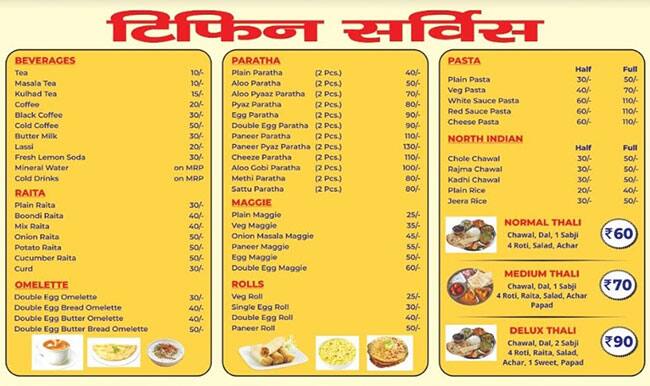 टिफिन सर्विस
BEVERAGES
Tea 10/-
Masala Tea 10/-
Kulhad Tea 15/-
Coffee 20/-
Black Coffee 30/-
Cold Coffee 50/-
Butter Milk 30/-
Lassi 20/-
Fresh Lemon Soda 30/-
Mineral Water on MRP
Cold Drinks on MRP
RAITA
Plain Raita 30/-
Boondi Raita 40/-
Mix Raita 40/-
Onion Raita 50/-
Potato Raita 50/-
Cucumber Raita 50/-
Curd 30/-
OMELETTE
Double Egg Omelette 30/-
Double Egg Bread Omelette 40/-
Double Egg Butter Omelette 40/-
Double Egg Butter Bread Omelette 50/-
PARATHA
Plain Paratha (2 Pcs.) 40/-
Aloo Paratha (2 Pcs.) 50/-
Aloo Pyaaz Paratha (2 Pcs.) 70/-
Pyaz Paratha (2 Pcs.) 80/-
Egg Paratha (2 Pcs.) 90/-
Double Egg Paratha (2 Pcs.) 90/-
Paneer Paratha (2 Pcs.) 110/-
Paneer Pyaz Paratha (2 Pcs.) 130/-
Cheeze Paratha (2 Pcs.) 110/-
Aloo Gobi Paratha (2 Pcs.) 100/-
Methi Paratha (2 Pcs.) 80/-
Sattu Paratha (2 Pcs.) 80/-
MAGGIE
Plain Maggie 25/-
Veg Maggie 35/-
Onion Masala Maggie 45/-
Paneer Maggie 55/-
Egg Maggie 50/-
Double Egg Maggie 60/-
ROLLS
Veg Roll 25/-
Single Egg Roll 30/-
Double Egg Roll 40/-
Paneer Roll 50/-
PASTA
Half Full
Plain Pasta 30/- 50/-
Veg Pasta 40/- 70/-
White Sauce Pasta 60/- 110/-
Red Sauce Pasta 60/- 110/-
Cheese Pasta 60/- 110/-
NORTH INDIAN
Half Full
Chole Chawal 30/- 50/-
Rajma Chawal 30/- 50/-
Kadhi Chawal 30/- 50/-
Plain Rice 20/- 40/-
Jeera Rice 30/- 50/-
NORMAL THALI
Chawal, Dal, 1 Sabji
4 Roti, Salad, Achar
₹60
MEDIUM THALI
Chawal, Dal, 1 Sabji
4 Roti, Raita, Salad, Achar
Papad
₹70
DELUX THALI
Chawal, Dal, 2 Sabji
4 Roti, Raita, Salad,
Achar, 1 Sweet, Papad
₹90